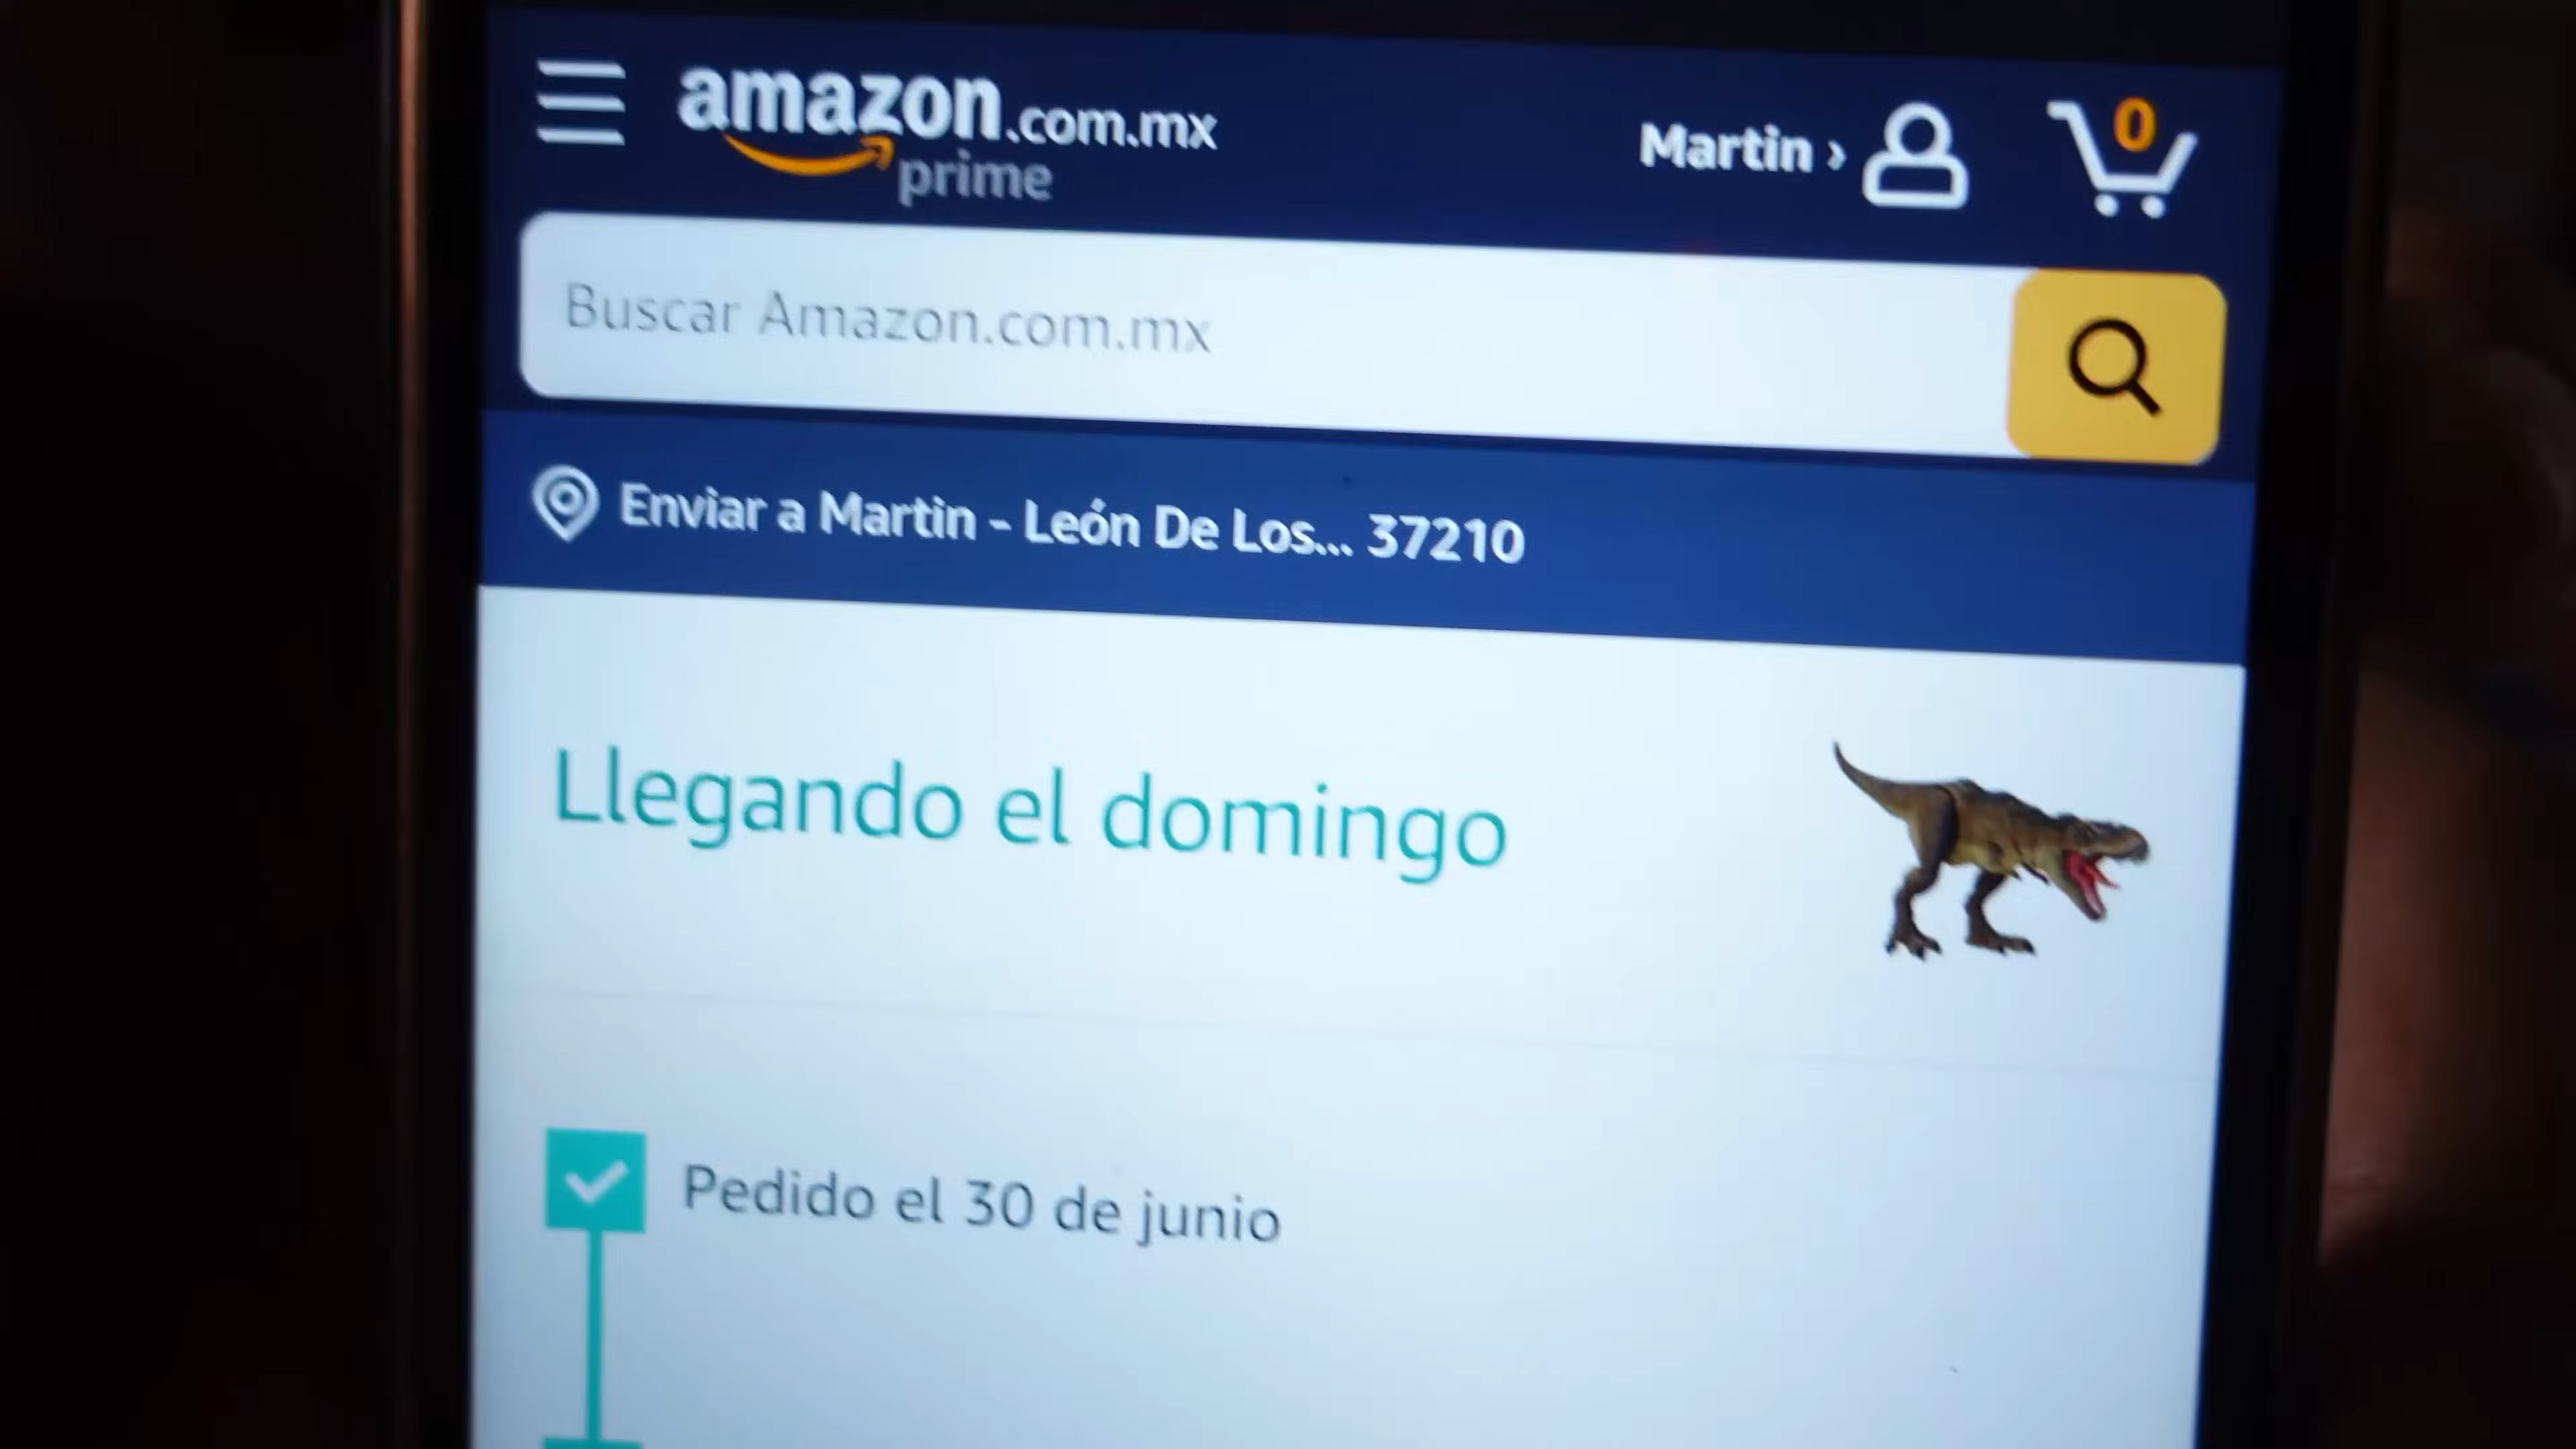 amazon.com.mx
prime
Martin ›
0
Buscar Amazon.com.mx
Enviar a Martin - León De Los... 37210
Llegando el domingo
Pedido el 30 de junio